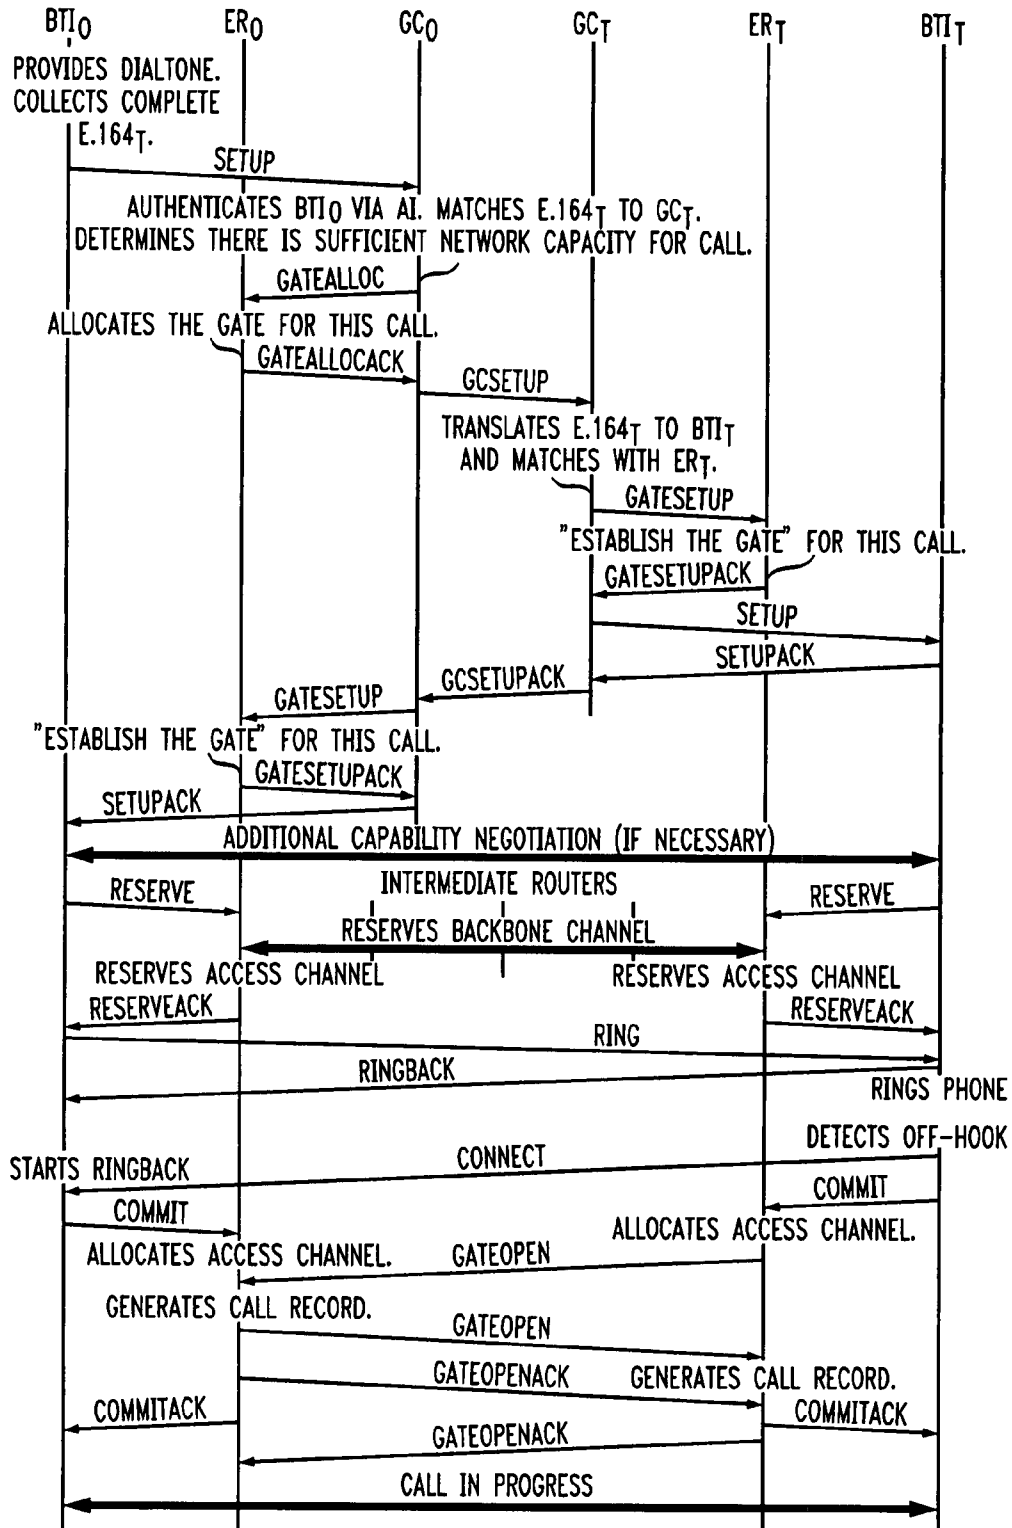 BTIO ERO GCO GCT ERT BTIT
PROVIDES DIALTONE.
COLLECTS COMPLETE
E.164T.
SETUP
AUTHENTICATES BTIO VIA AI. MATCHES E.164T TO GCT.
DETERMINES THERE IS SUFFICIENT NETWORK CAPACITY FOR CALL.
GATEALLOC
ALLOCATES THE GATE FOR THIS CALL.
GATEALLOCACK
GCSETUP
TRANSLATES E.164T TO BTIT
AND MATCHES WITH ERT.
GATESETUP
"ESTABLISH THE GATE" FOR THIS CALL.
GATESETUPACK
SETUP
SETUPACK
GCSETUPACK
GATESETUP
"ESTABLISH THE GATE" FOR THIS CALL.
GATESETUPACK
SETUPACK
ADDITIONAL CAPABILITY NEGOTIATION (IF NECESSARY)
RESERVE
INTERMEDIATE ROUTERS
RESERVE
RESERVES BACKBONE CHANNEL
RESERVES ACCESS CHANNEL
RESERVES ACCESS CHANNEL
RESERVEACK
RESERVEACK
RING
RINGBACK
RINGS PHONE
DETECTS OFF-HOOK
STARTS RINGBACK
CONNECT
COMMIT
COMMIT
ALLOCATES ACCESS CHANNEL.
ALLOCATES ACCESS CHANNEL.
GATEOPEN
GENERATES CALL RECORD.
GATEOPEN
GATEOPENACK
GENERATES CALL RECORD.
COMMITACK
COMMITACK
GATEOPENACK
CALL IN PROGRESS